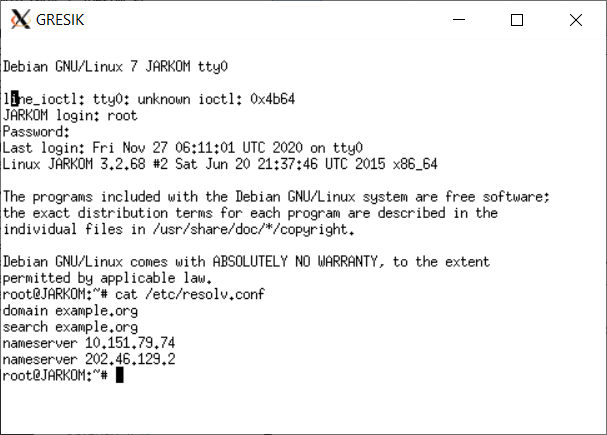 GRESIK
Debian GNU/Linux 7 JARKOM tty0
line_ioctl: tty0: unknown ioctl: 0x4b64
JARKOM login: root
Password:
Last login: Fri Nov 27 06:11:01 UTC 2020 on tty0
Linux JARKOM 3.2.68 #2 Sat Jun 20 21:37:46 UTC 2015 x86_64
The programs included with the Debian GNU/Linux system are free software;
the exact distribution terms for each program are described in the
individual files in /usr/share/doc/*/copyright.
Debian GNU/Linux comes with ABSOLUTELY NO WARRANTY, to the extent
permitted by applicable law.
root@JARKOM:~# cat /etc/resolv.conf
domain example.org
search example.org
nameserver 10.151.79.74
nameserver 202.46.129.2
root@JARKOM:~#